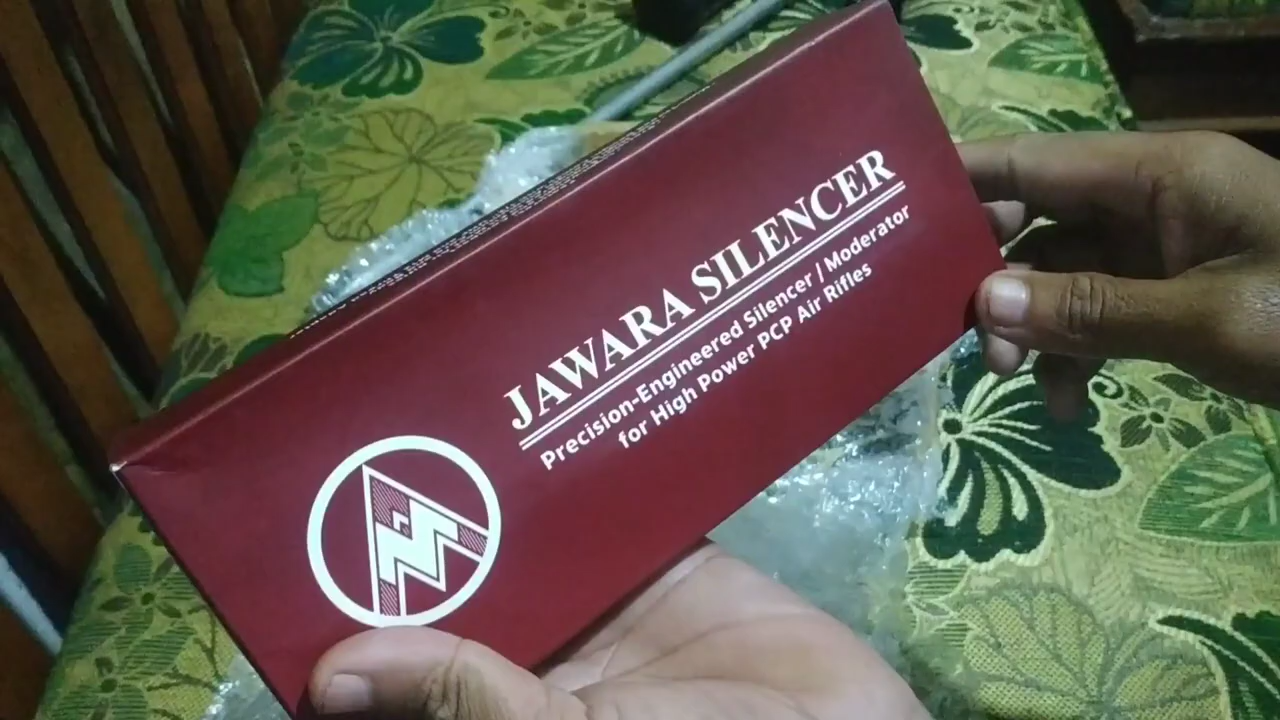 JAWARA SILENCER
Precision-Engineered Silencer / Moderator
for High Power PCP Air Rifles